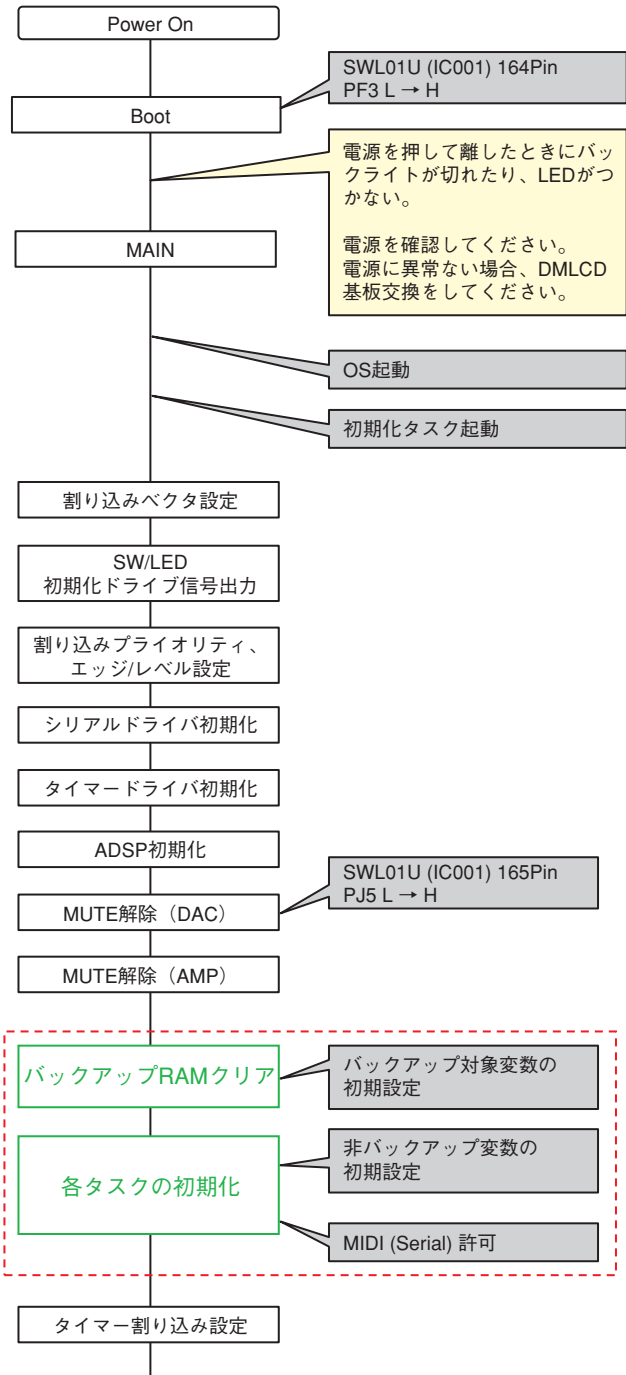 Power On
SWL01U (IC001) 164Pin
PF3 L → H
Boot
電源を押して離したときにバッ
クライトが切れたり、LEDがつ
かない。
電源を確認してください。
電源に異常ない場合、DMLCD
基板交換をしてください。
MAIN
OS起動
初期化タスク起動
割り込みベクタ設定
SW/LED
初期化ドライブ信号出力
割り込みプライオリティ、
エッジ/レベル設定
シリアルドライバ初期化
タイマードライバ初期化
ADSP初期化
SWL01U (IC001) 165Pin
PJ5 L → H
MUTE解除（DAC）
MUTE解除（AMP）
バックアップRAMクリア
バックアップ対象変数の
初期設定
各タスクの初期化
非バックアップ変数の
初期設定
MIDI (Serial) 許可
タイマー割り込み設定